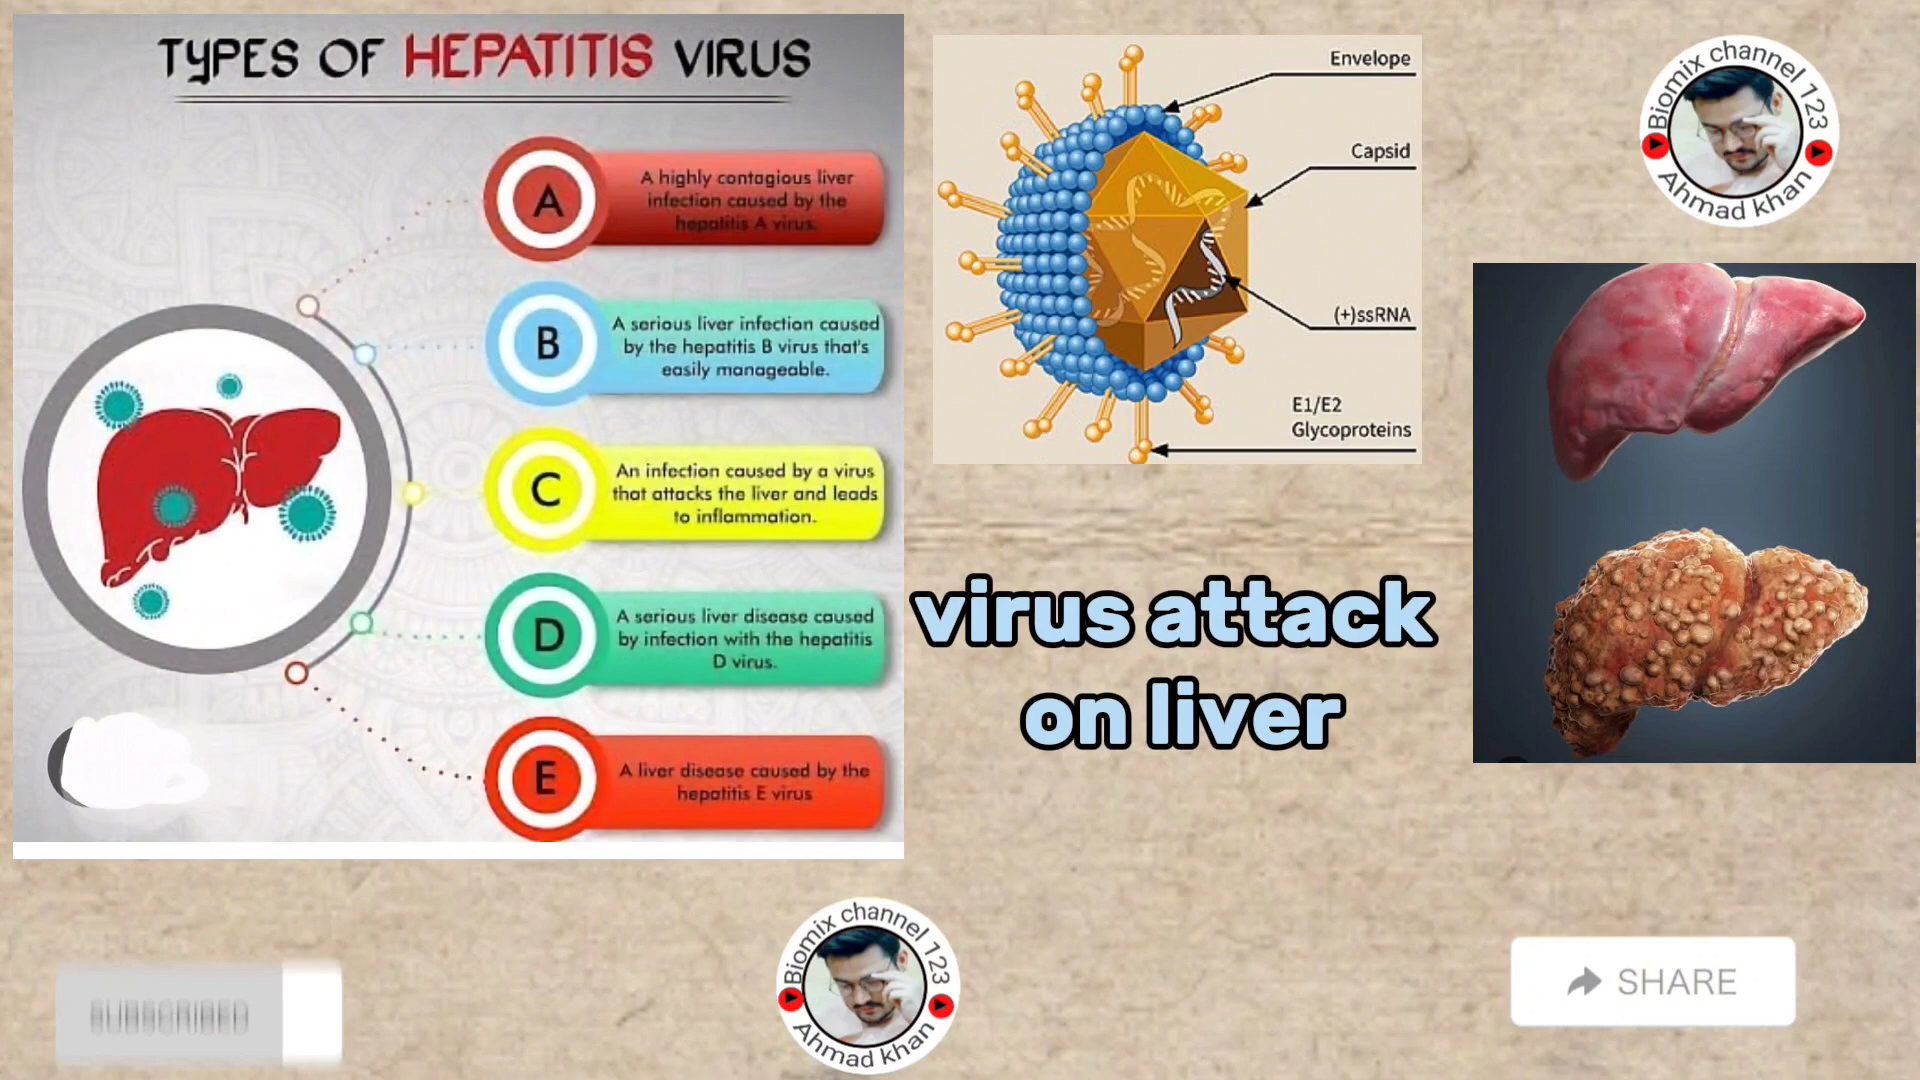 TYPES OF HEPATITIS VIRUS
A
A highly contagious liver
infection caused by the
hepatitis A virus.
B
A serious liver infection caused
by the hepatitis B virus that's
easily manageable.
C
An infection caused by a virus
that attacks the liver and leads
to inflammation.
D
A serious liver disease caused
by infection with the hepatitis
D virus.
E
A liver disease caused by the
hepatitis E virus
Envelope
Capsid
(+)ssRNA
E1/E2
Glycoproteins
virus attack
on liver
Biomix channel 123
Ahmad khan
Biomix channel 123
Ahmad khan
SUBSCRIBED
SHARE